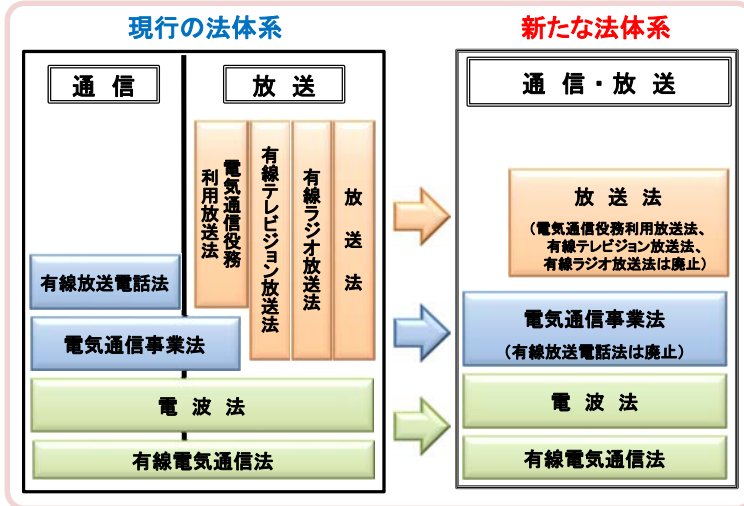 現行の法体系
新たな法体系
通信
放送
電気通信役務
利用放送法
有線テレビジョン放送法
有線ラジオ放送法
放送法
有線放送電話法
電気通信事業法
電波法
有線電気通信法
通信・放送
放送法
(電気通信役務利用放送法、
有線テレビジョン放送法、
有線ラジオ放送法は廃止)
電気通信事業法
(有線放送電話法は廃止)
電波法
有線電気通信法